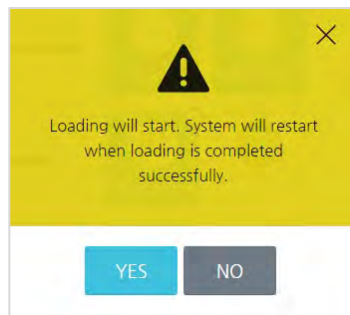 Loading will start. System will restart
when loading is completed
successfully.
YES
NO